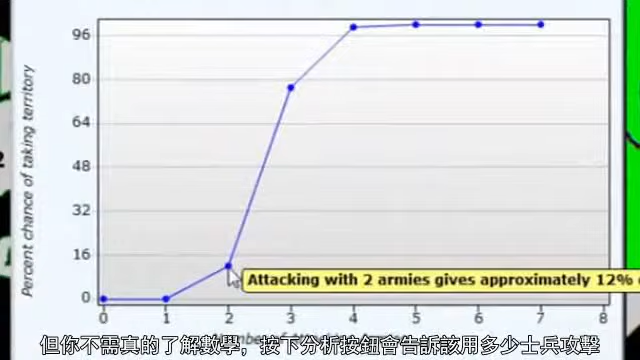 Percent chance of taking territory
96
80
64
48
32
16
0
Attacking with 2 armies gives approximately 12%
0 1 2 3 4 5 6 7 8
但你不需真的了解數學，按下分析按鈕會告訴該用多少士兵攻擊